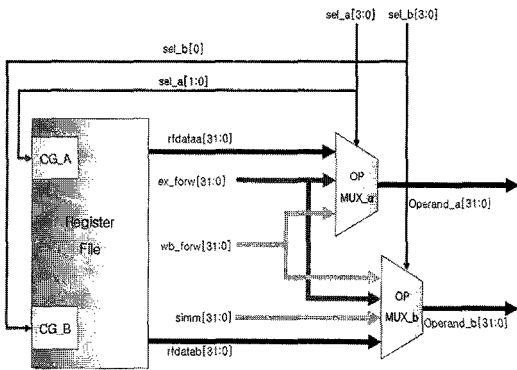 sel_a[3:0] sel_b[3:0]
sel_b[0]
sel_a[1:0]
rfdataa[31:0]
CG_A
ex_forw[31:0]
OP
MUX_a
Operand_a[31:0]
Register
File
wb_forw[31:0]
OP
MUX_b
simm[31:0]
CG_B
Operand_b[31:0]
rfdatab[31:0]